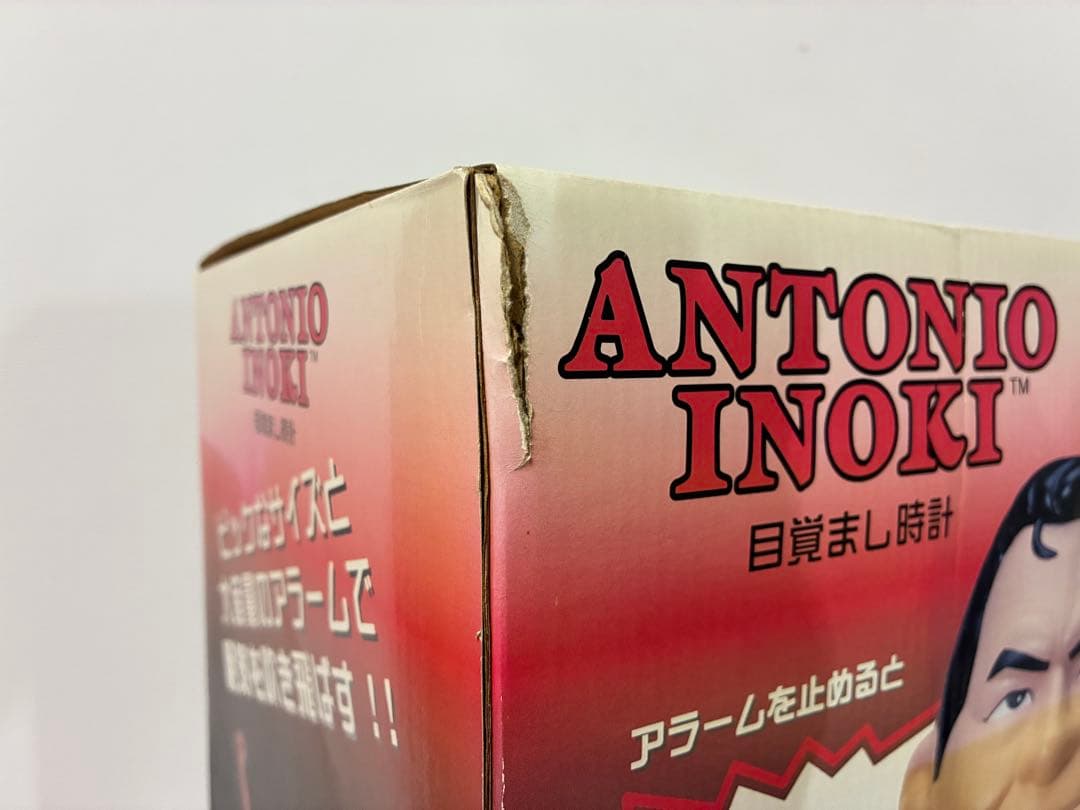 ANTONIO
INOKI™
目覚まし時計
ビックなサイズと
大音量のアラームで
眠気を吹き飛ばす!!
ANTONIO
INOKI™
目覚まし時計
アラームを止めると